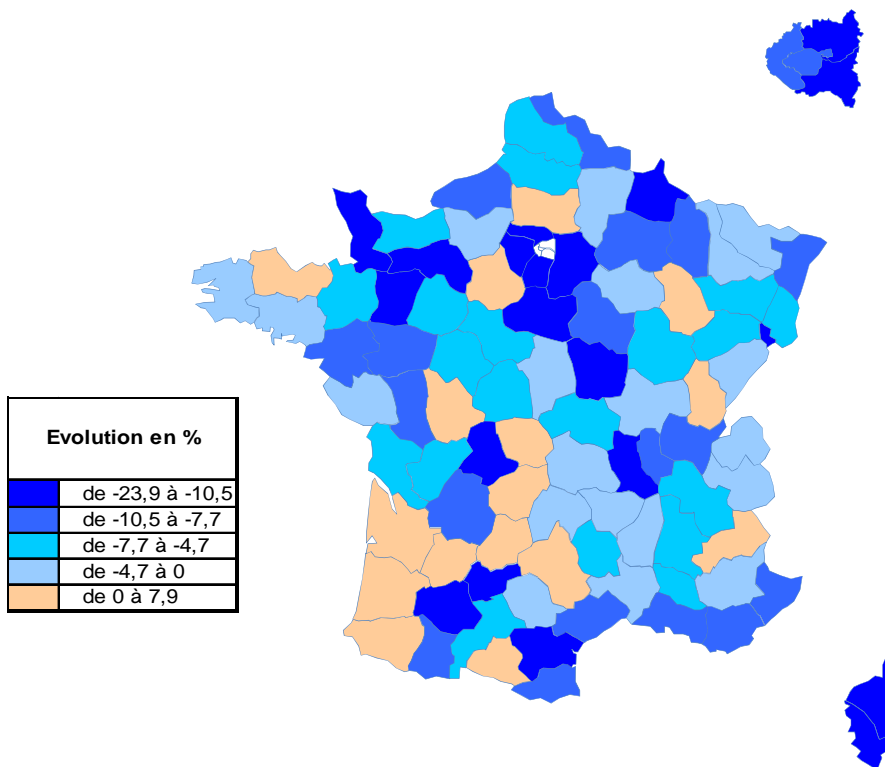 Evolution en %
de -23,9 à -10,5
de -10,5 à -7,7
de -7,7 à -4,7
de -4,7 à 0
de 0 à 7,9